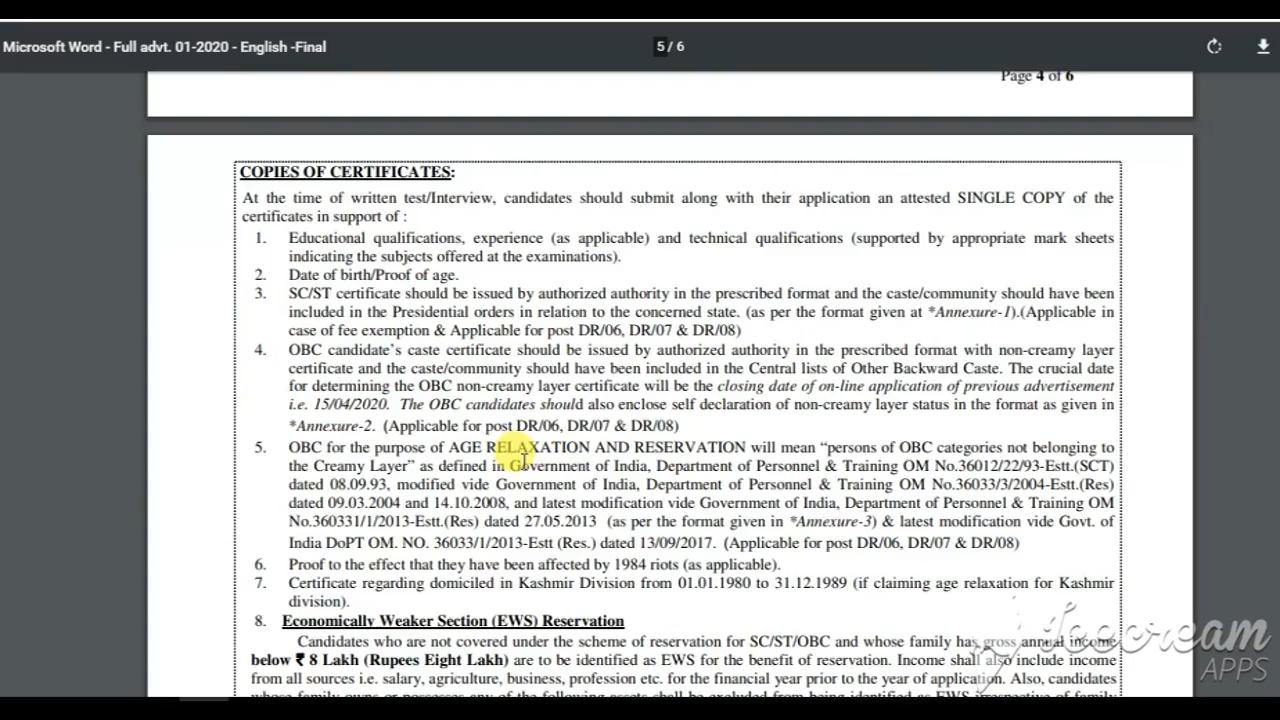 Microsoft Word - Full advt. 01-2020 - English -Final
5 / 6
Page 4 of 6
COPIES OF CERTIFICATES:
At the time of written test/Interview, candidates should submit along with their application an attested SINGLE COPY of the
certificates in support of :
1. Educational qualifications, experience (as applicable) and technical qualifications (supported by appropriate mark sheets
indicating the subjects offered at the examinations).
2. Date of birth/Proof of age.
3. SC/ST certificate should be issued by authorized authority in the prescribed format and the caste/community should have been
included in the Presidential orders in relation to the concerned state. (as per the format given at *Annexure-1).(Applicable in
case of fee exemption & Applicable for post DR/06, DR/07 & DR/08)
4. OBC candidate's caste certificate should be issued by authorized authority in the prescribed format with non-creamy layer
certificate and the caste/community should have been included in the Central lists of Other Backward Caste. The crucial date
for determining the OBC non-creamy layer certificate will be the closing date of on-line application of previous advertisement
i.e. 15/04/2020. The OBC candidates should also enclose self declaration of non-creamy layer status in the format as given in
*Annexure-2. (Applicable for post DR/06, DR/07 & DR/08)
5. OBC for the purpose of AGE RELAXATION AND RESERVATION will mean “persons of OBC categories not belonging to
the Creamy Layer” as defined in Government of India, Department of Personnel & Training OM No.36012/22/93-Estt.(SCT)
dated 08.09.93, modified vide Government of India, Department of Personnel & Training OM No.36033/3/2004-Estt.(Res)
dated 09.03.2004 and 14.10.2008, and latest modification vide Government of India, Department of Personnel & Training OM
No.360331/1/2013-Estt.(Res) dated 27.05.2013 (as per the format given in *Annexure-3) & latest modification vide Govt. of
India DoPT OM. NO. 36033/1/2013-Estt (Res.) dated 13/09/2017. (Applicable for post DR/06, DR/07 & DR/08)
6. Proof to the effect that they have been affected by 1984 riots (as applicable).
7. Certificate regarding domiciled in Kashmir Division from 01.01.1980 to 31.12.1989 (if claiming age relaxation for Kashmir
division).
8. Economically Weaker Section (EWS) Reservation
Candidates who are not covered under the scheme of reservation for SC/ST/OBC and whose family has gross annual income
below ₹ 8 Lakh (Rupees Eight Lakh) are to be identified as EWS for the benefit of reservation. Income shall also include income
from all sources i.e. salary, agriculture, business, profession etc. for the financial year prior to the year of application. Also, candidates
whose family owns or possesses any of the following assets shall be excluded from being identified as EWS irrespective of family
Icecream
APPS